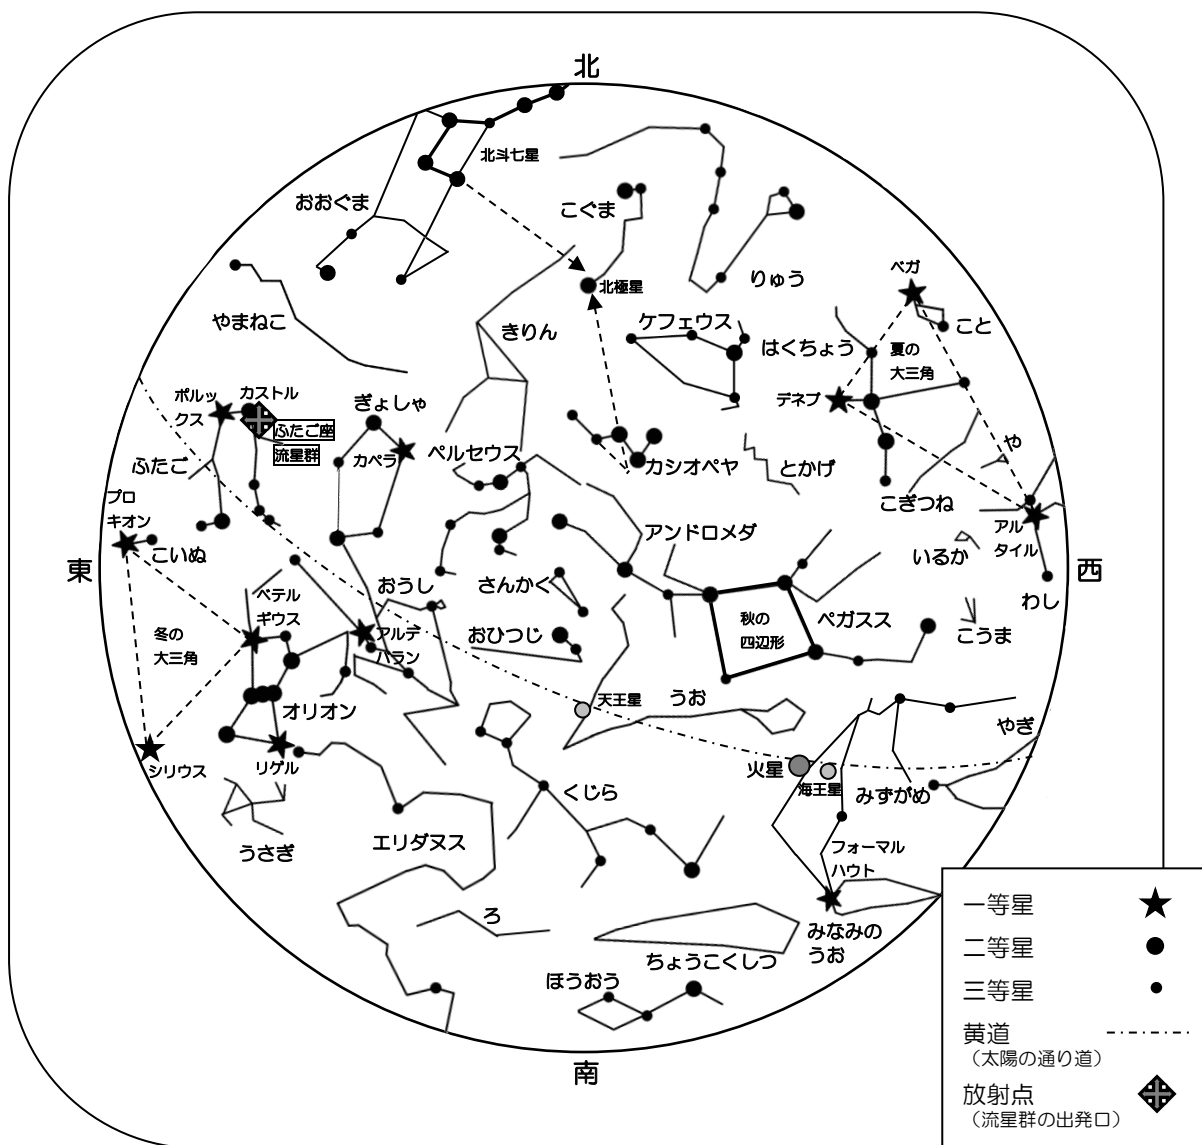 北
北斗七星
おおぐま
こぐま
ベガ
りゅう
北極星
やまねこ
きりん
ケフェウス
こと
はくちょう
夏の
大三角
ポルッ
クス
カストル
ぎょしゃ
デネブ
ふたご座
流星群
ふたご
カペラ
ペルセウス
カシオペヤ
とかげ
や
プロ
キオン
こぎつね
こいぬ
アンドロメダ
アル
タイル
いるか
東
西
ベテル
ギウス
おうし
さんかく
わし
冬の
大三角
アルデ
バラン
おひつじ
秋の
四辺形
ペガスス
こうま
オリオン
天王星
うお
やぎ
シリウス
リゲル
火星
海王星
みずがめ
くじら
うさぎ
エリダヌス
フォーマル
ハウト
ろ
みなみの
うお
ちょうこくしつ
ほうおう
南
一等星
二等星
三等星
黄道
（太陽の通り道）
放射点
（流星群の出発口）